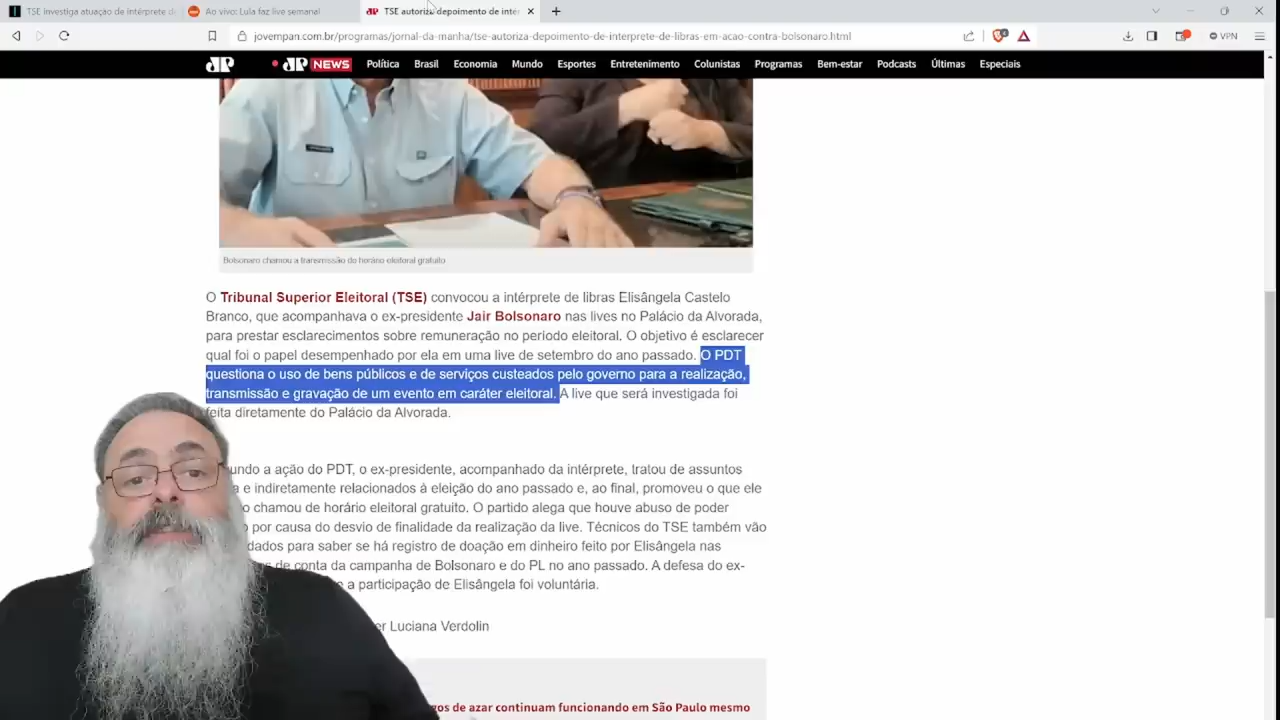 TSE investiga atuação de intérprete d
Ao vivo: Lula faz live semanal
TSE autoriza depoimento de intér
jovempan.com.br/programas/jornal-da-manha/tse-autoriza-depoimento-de-interprete-de-libras-em-acao-contra-bolsonaro.html
VPN
JP
JP NEWS
Política Brasil Economia Mundo Esportes Entretenimento Colunistas Programas Bem-estar Podcasts Últimas Especiais
Bolsonaro chamou a transmissão do horário eleitoral gratuito
O Tribunal Superior Eleitoral (TSE) convocou a intérprete de libras Elisângela Castelo
Branco, que acompanhava o ex-presidente Jair Bolsonaro nas lives no Palácio da Alvorada,
para prestar esclarecimentos sobre remuneração no período eleitoral. O objetivo é esclarecer
qual foi o papel desempenhado por ela em uma live de setembro do ano passado. O PDT
questiona o uso de bens públicos e de serviços custeados pelo governo para a realização,
transmissão e gravação de um evento em caráter eleitoral. A live que será investigada foi
feita diretamente do Palácio da Alvorada.
undo a ação do PDT, o ex-presidente, acompanhado da intérprete, tratou de assuntos
a e indiretamente relacionados à eleição do ano passado e, ao final, promoveu o que ele
o chamou de horário eleitoral gratuito. O partido alega que houve abuso de poder
o por causa do desvio de finalidade da realização da live. Técnicos do TSE também vão
dados para saber se há registro de doação em dinheiro feito por Elisângela nas
de conta da campanha de Bolsonaro e do PL no ano passado. A defesa do ex-
e a participação de Elisângela foi voluntária.
er Luciana Verdolin
gos de azar continuam funcionando em São Paulo mesmo